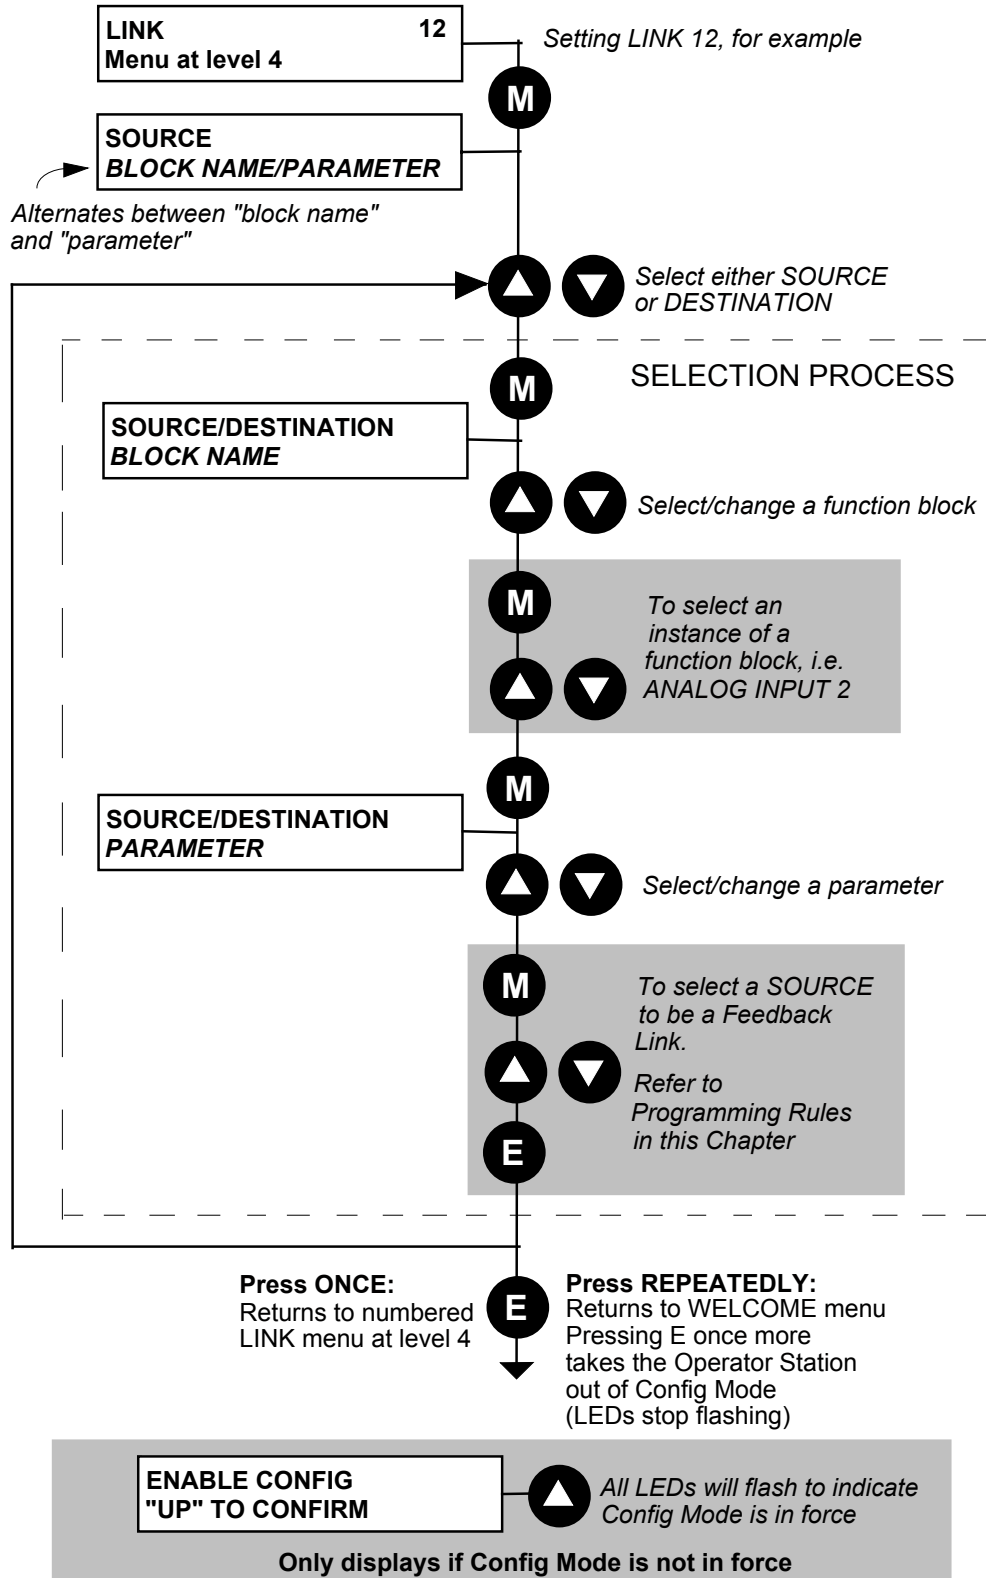 LINK 12
Menu at level 4
Setting LINK 12, for example
M
SOURCE
BLOCK NAME/PARAMETER
Alternates between "block name"
and "parameter"
Select either SOURCE
or DESTINATION
SELECTION PROCESS
M
SOURCE/DESTINATION
BLOCK NAME
Select/change a function block
M
To select an
instance of a
function block, i.e.
ANALOG INPUT 2
M
SOURCE/DESTINATION
PARAMETER
Select/change a parameter
M
To select a SOURCE
to be a Feedback
Link.
Refer to
Programming Rules
in this Chapter
E
Press ONCE:
Returns to numbered
LINK menu at level 4
E
Press REPEATEDLY:
Returns to WELCOME menu
Pressing E once more
takes the Operator Station
out of Config Mode
(LEDs stop flashing)
ENABLE CONFIG
"UP" TO CONFIRM
All LEDs will flash to indicate
Config Mode is in force
Only displays if Config Mode is not in force